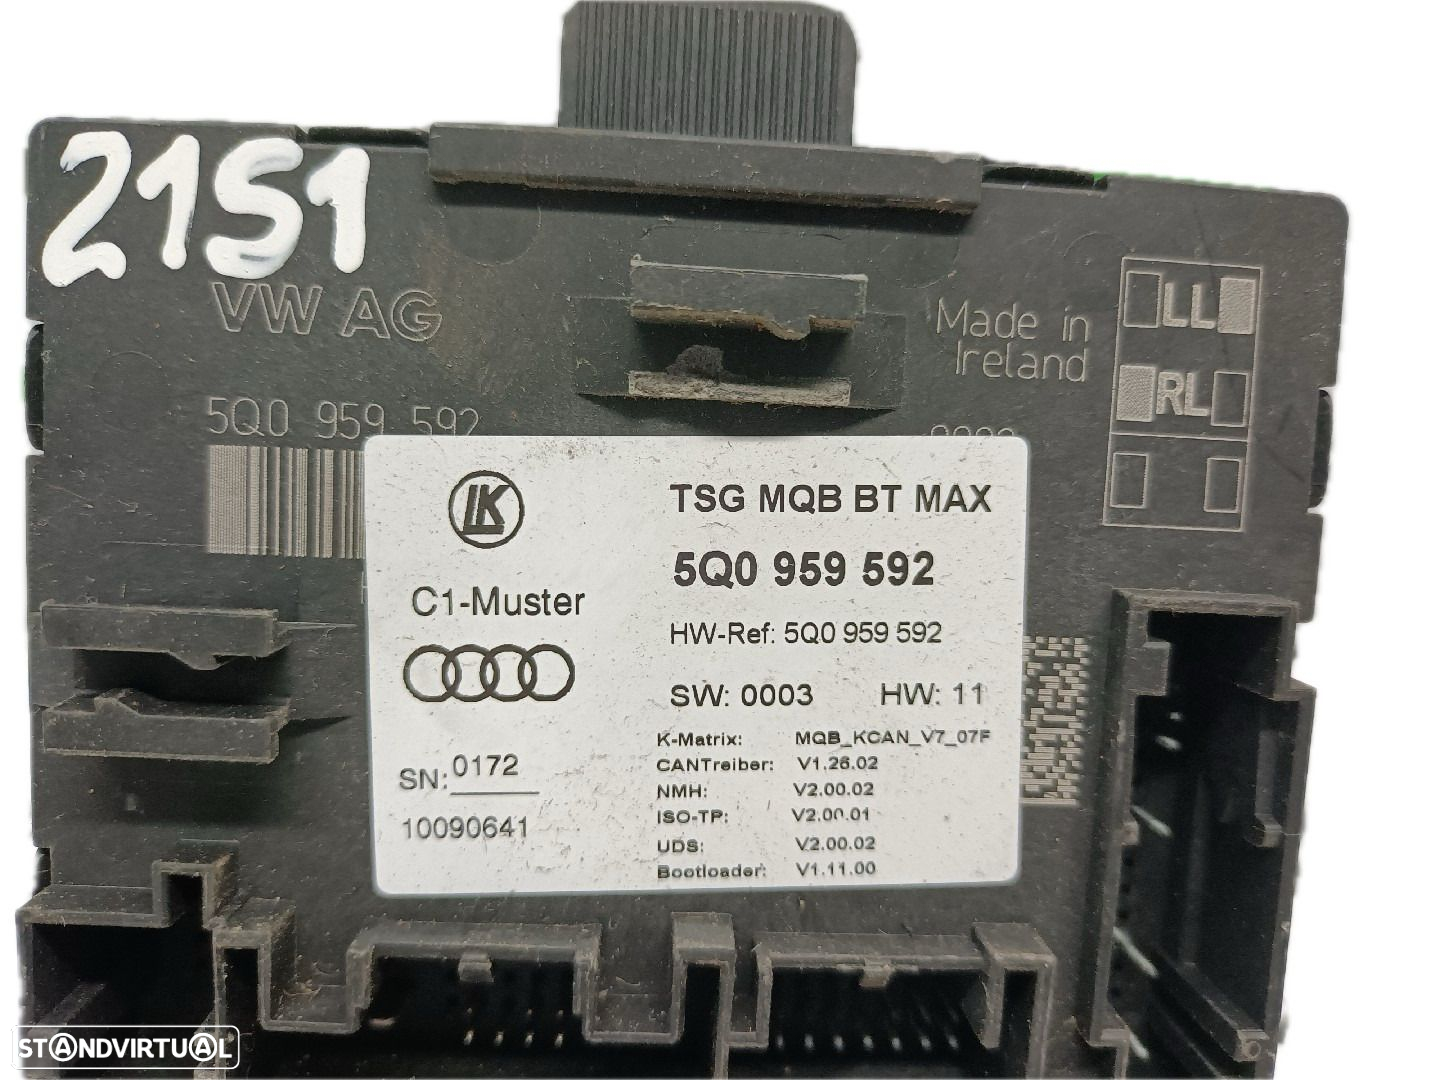 2151
VW AG
Made in
Ireland
LL
RL
5Q0 959 592
LK
TSG MQB BT MAX
5Q0 959 592
C1-Muster
HW-Ref: 5Q0 959 592
SW: 0003 HW: 11
K-Matrix: MQB_KCAN_V7_07F
CANTreiber: V1.26.02
NMH: V2.00.02
ISO-TP: V2.00.01
UDS: V2.00.02
Bootloader: V1.11.00
SN: 0172
10090641
STANDVIRTUAL